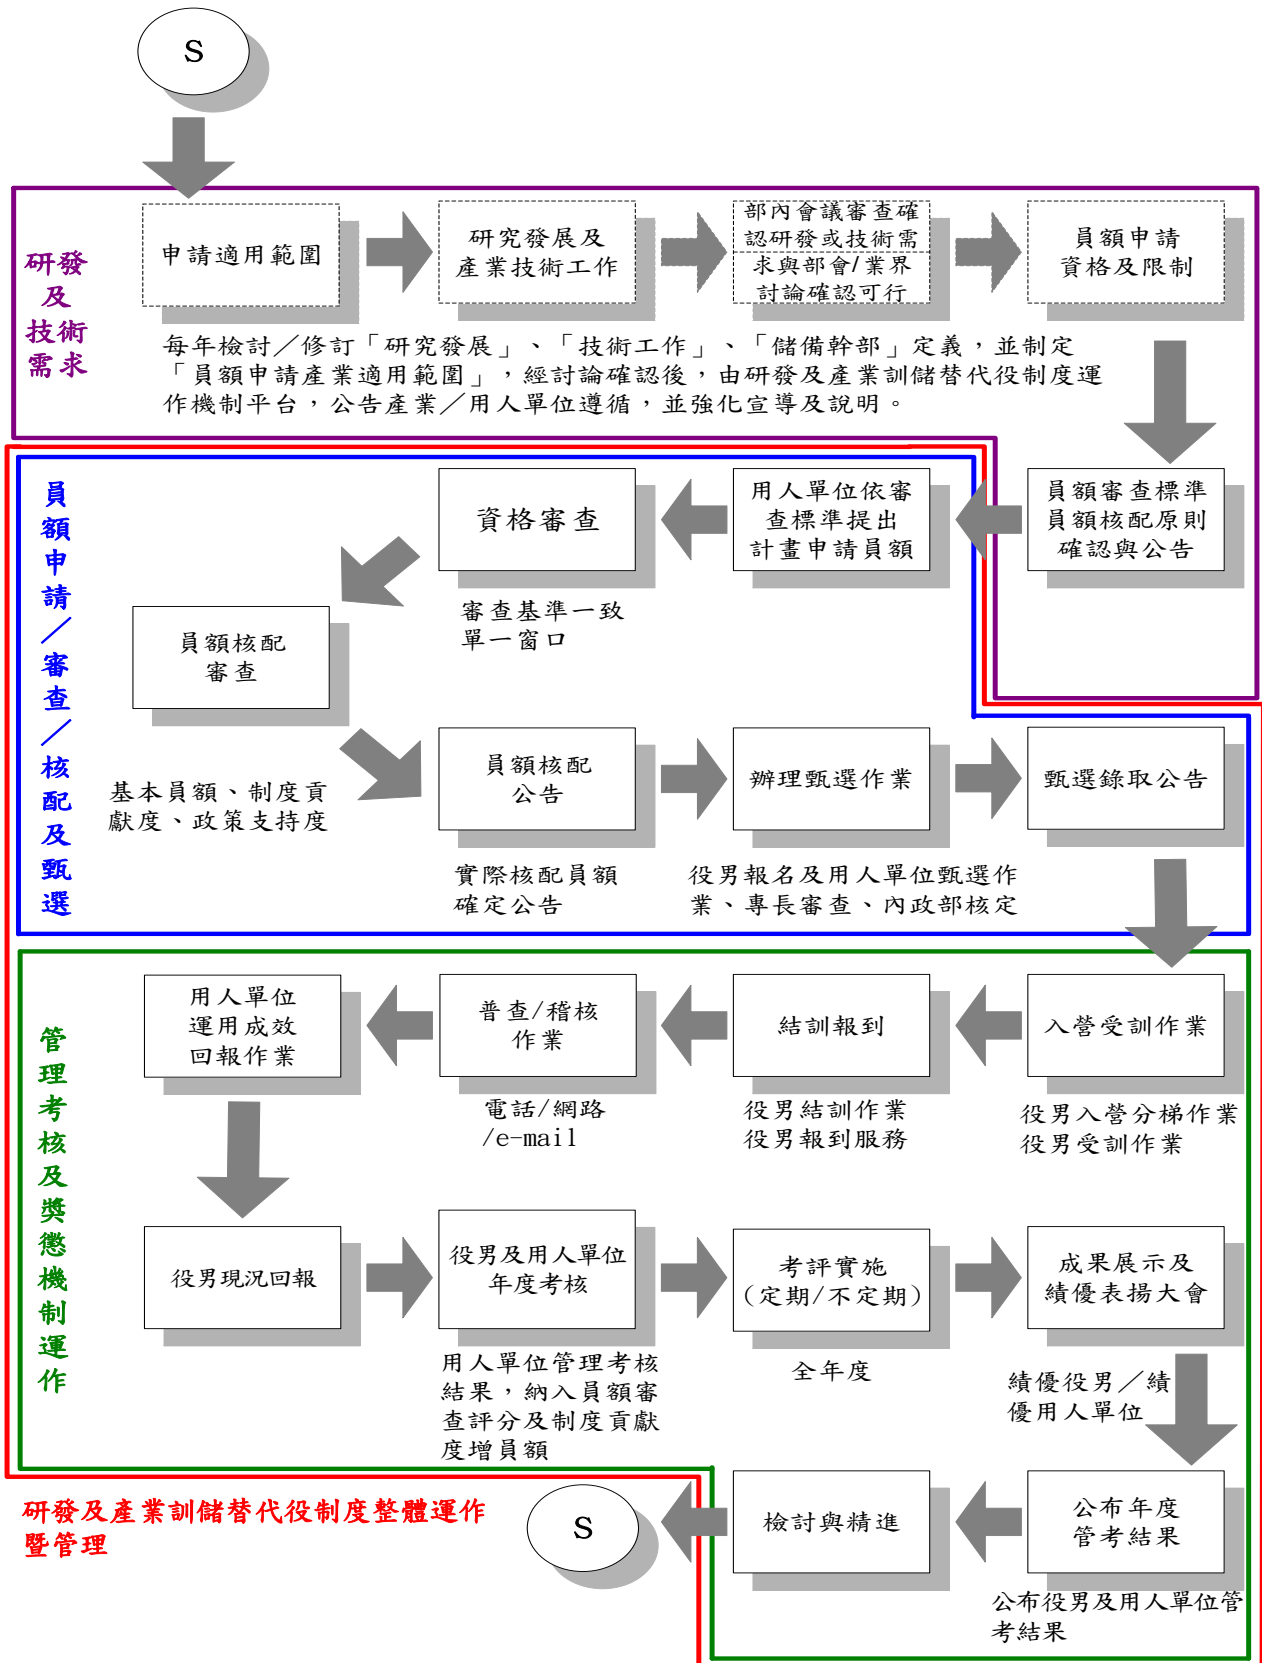 S
研發
及
技術
需求
申請適用範圍
研究發展及
產業技術工作
部內會議審查確
認研發或技術需
求與部會/業界
討論確認可行
員額申請
資格及限制
每年檢討／修訂「研究發展」、「技術工作」、「儲備幹部」定義，並制定
「員額申請產業適用範圍」，經討論確認後，由研發及產業訓儲替代役制度運
作機制平台，公告產業／用人單位遵循，並強化宣導及說明。
員額審查標準
員額核配原則
確認與公告
員
額
申
請
／
審
查
／
核
配
及
甄
選
用人單位依審
查標準提出
計畫申請員額
資格審查
審查基準一致
單一窗口
員額核配
審查
基本員額、制度貢
獻度、政策支持度
員額核配
公告
實際核配員額
確定公告
辦理甄選作業
役男報名及用人單位甄選作
業、專長審查、內政部核定
甄選錄取公告
管
理
考
核
及
獎
懲
機
制
運
作
入營受訓作業
役男入營分梯作業
役男受訓作業
結訓報到
役男結訓作業
役男報到服務
普查/稽核
作業
電話/網路
/e-mail
用人單位
運用成效
回報作業
役男現況回報
役男及用人單位
年度考核
用人單位管理考核
結果，納入員額審
查評分及制度貢獻
度增員額
考評實施
(定期/不定期)
全年度
成果展示及
績優表揚大會
績優役男／績
優用人單位
公布年度
管考結果
公布役男及用人單位管
考結果
檢討與精進
S
研發及產業訓儲替代役制度整體運作
暨管理